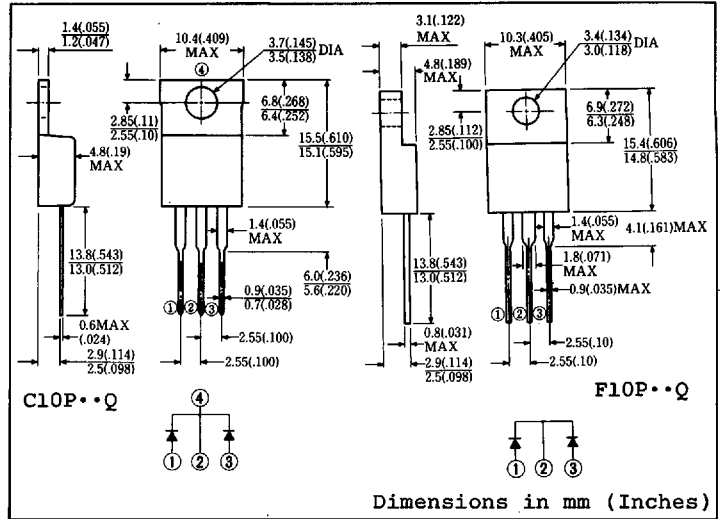 1.4(.055)
1.2(.047)
10.4(.409)
MAX
3.7(.145)
3.5(.138)
DIA
④
2.85(.11)
2.55(.10)
6.8(.268)
6.4(.252)
15.5(.610)
15.1(.595)
4.8(.19)
MAX
1.4(.055)
MAX
13.8(.543)
13.0(.512)
6.0(.236)
5.6(.220)
0.9(.035)
0.7(.028)
① ② ③
0.6MAX
(.024)
2.55(.100)
2.9(.114)
2.5(.098)
2.55(.100)
C10P••Q
④
① ② ③
3.1(.122)
MAX
10.3(.405)
MAX
3.4(.134)
3.0(.118)
DIA
4.8(.189)
MAX
6.9(.272)
6.3(.248)
2.85(.112)
2.55(.100)
15.4(.606)
14.8(.583)
1.4(.055)
MAX
4.1(.161)MAX
13.8(.543)
13.0(.512)
1.8(.071)
MAX
0.9(.035)MAX
① ② ③
0.8(.031)
MAX
2.55(.10)
2.9(.114)
2.5(.098)
2.55(.10)
F10P••Q
① ② ③
Dimensions in mm (Inches)